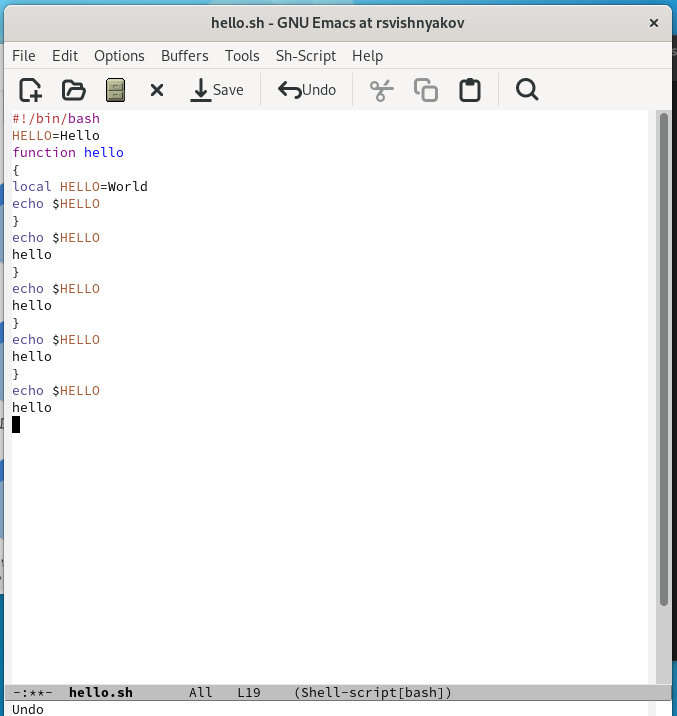 hello.sh - GNU Emacs at rsvishnyakov
File Edit Options Buffers Tools Sh-Script Help
Save Undo
#!/bin/bash
HELLO=Hello
function hello
{
local HELLO=World
echo $HELLO
}
echo $HELLO
hello
}
echo $HELLO
hello
}
echo $HELLO
hello
}
echo $HELLO
hello
-:**- hello.sh All L19 (Shell-script[bash])
Undo